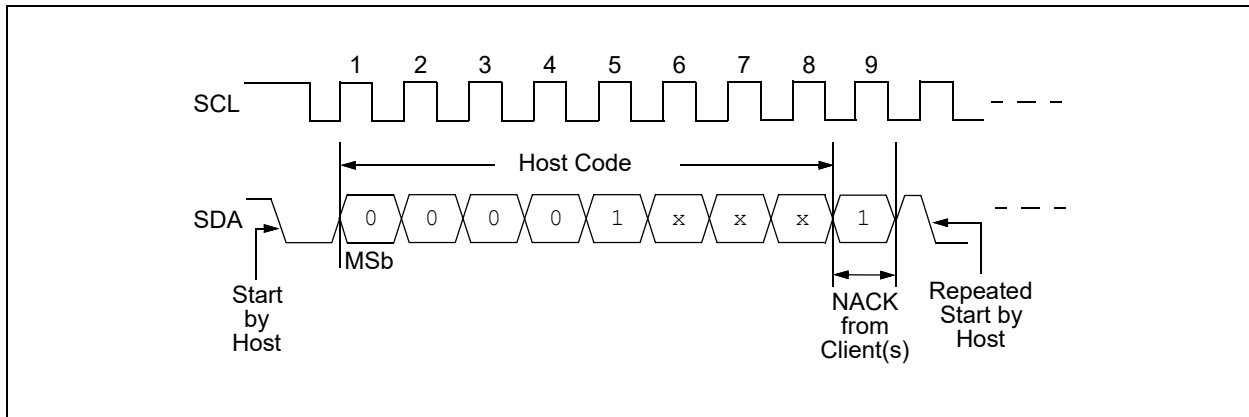 1 2 3 4 5 6 7 8 9
SCL
Host Code
SDA
0 0 0 0 1 x x x 1
MSb
Start
by
Host
NACK
from
Client(s)
Repeated
Start by
Host